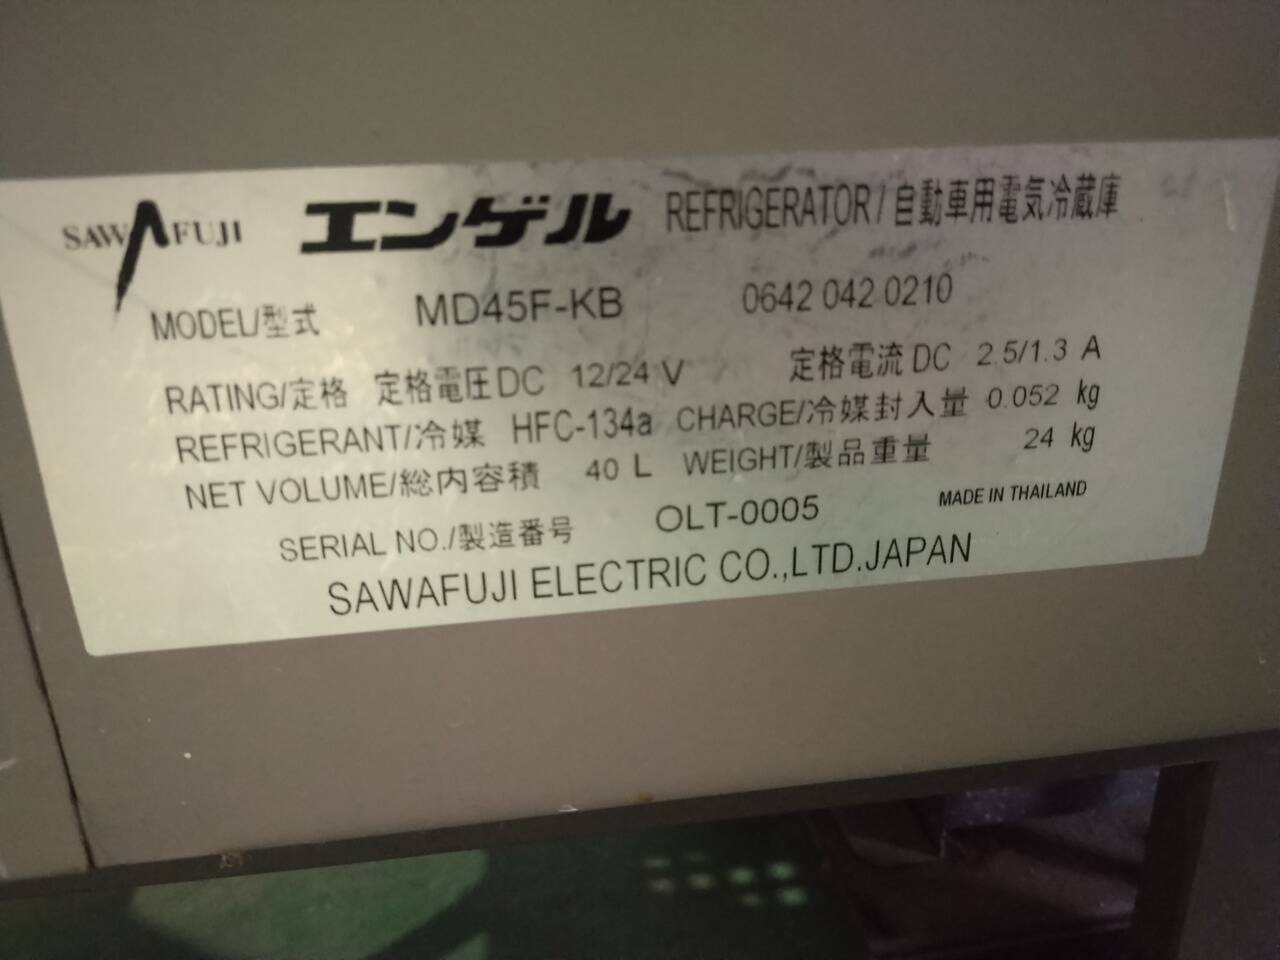 SAWAFUJI エンゲル REFRIGERATOR/自動車用電気冷蔵庫
MODEL/型式 MD45F-KB 0642 042 0210
RATING/定格 定格電圧DC 12/24 V 定格電流 DC 2.5/1.3 A
REFRIGERANT/冷媒 HFC-134a CHARGE/冷媒封入量 0.052 kg
NET VOLUME/総内容積 40 L WEIGHT/製品重量 24 kg
SERIAL NO./製造番号 OLT-0005 MADE IN THAILAND
SAWAFUJI ELECTRIC CO.,LTD.JAPAN